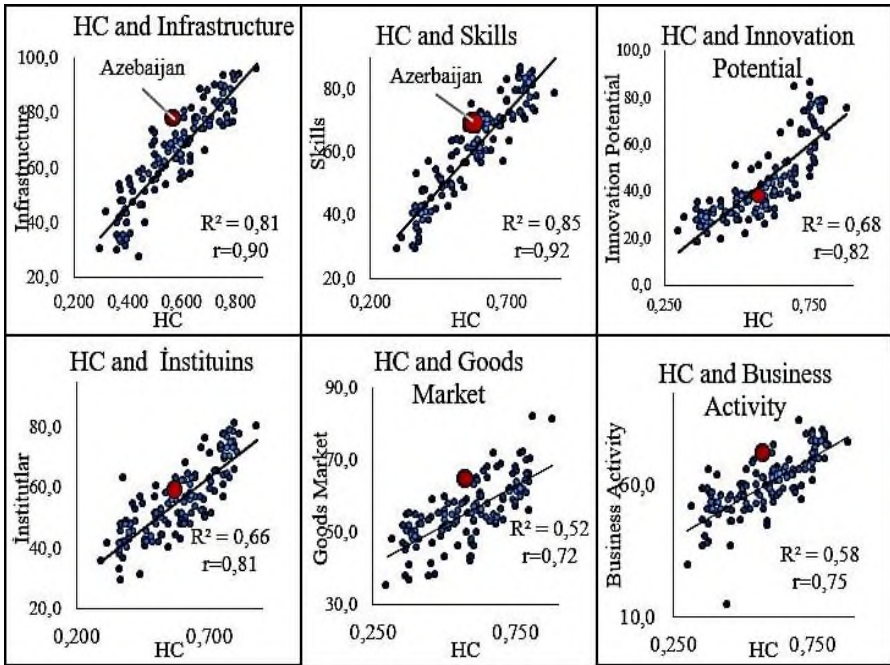 HC and Infrastructure
Azebaijan
Infrastructure
100,0
80,0
60,0
40,0
20,0
R² = 0,81
r=0,90
0,200 0,400 0,600 0,800
HC
HC and Skills
Azerbaijan
Skills
80,0
60,0
40,0
20,0
R² = 0,85
r=0,92
0,200 0,700
HC
HC and Innovation
Potential
Innovation Potential
100,0
80,0
60,0
40,0
20,0
0,0
R² = 0,68
r=0,82
0,250 0,750
HC
HC and İnstituins
İnstitutlar
80,0
60,0
40,0
20,0
R² = 0,66
r=0,81
0,200 0,700
HC
HC and Goods
Market
Goods Market
90,0
70,0
50,0
30,0
R² = 0,52
r=0,72
0,250 0,750
HC
HC and Business
Activity
Business Activity
60,0
10,0
R² = 0,58
r=0,75
0,250 0,750
HC